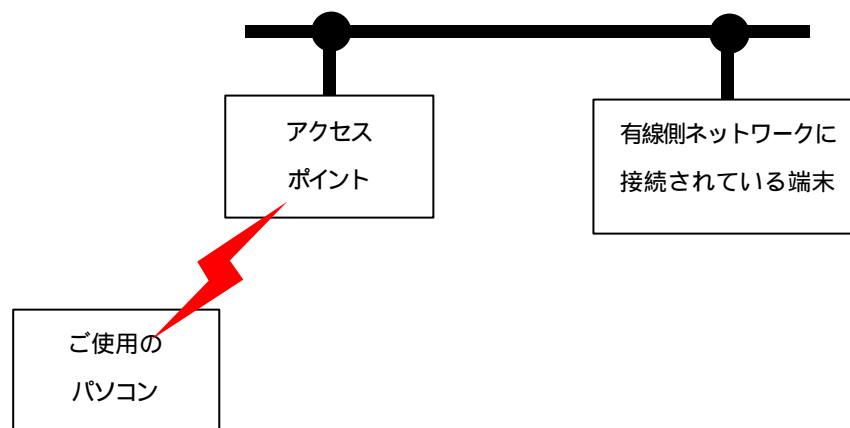 アクセス
ポイント
有線側ネットワークに
接続されている端末
ご使用の
パソコン